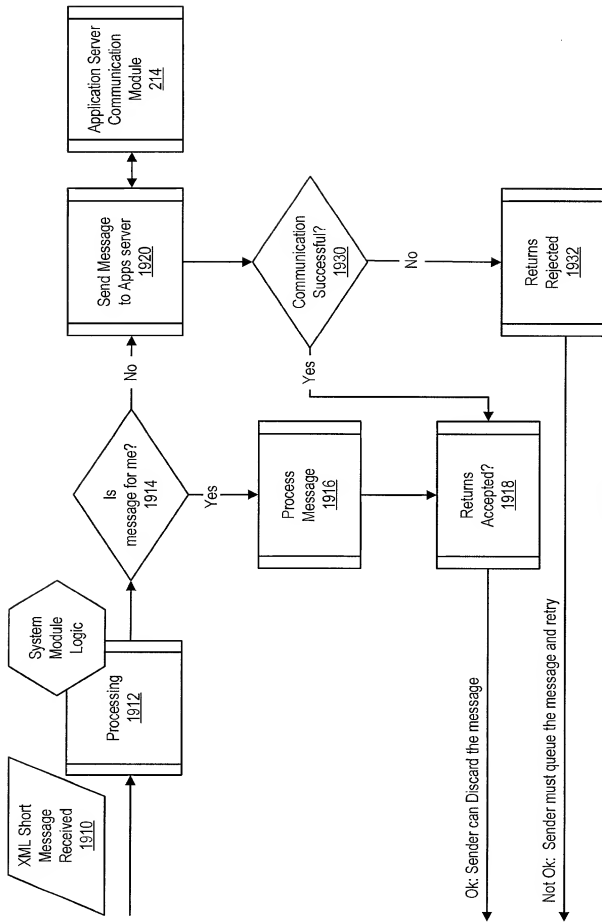 XML Short
Message
Received
1910
System
Module
Logic
Processing
1912
Is
message for me?
1914
No
Yes
Send Message
to Apps server
1920
Application Server
Communication
Module
214
Process
Message
1916
Communication
Successful?
1930
Yes
No
Returns
Accepted?
1918
Returns
Rejected
1932
Ok: Sender can Discard the message
Not Ok: Sender must queue the message and retry